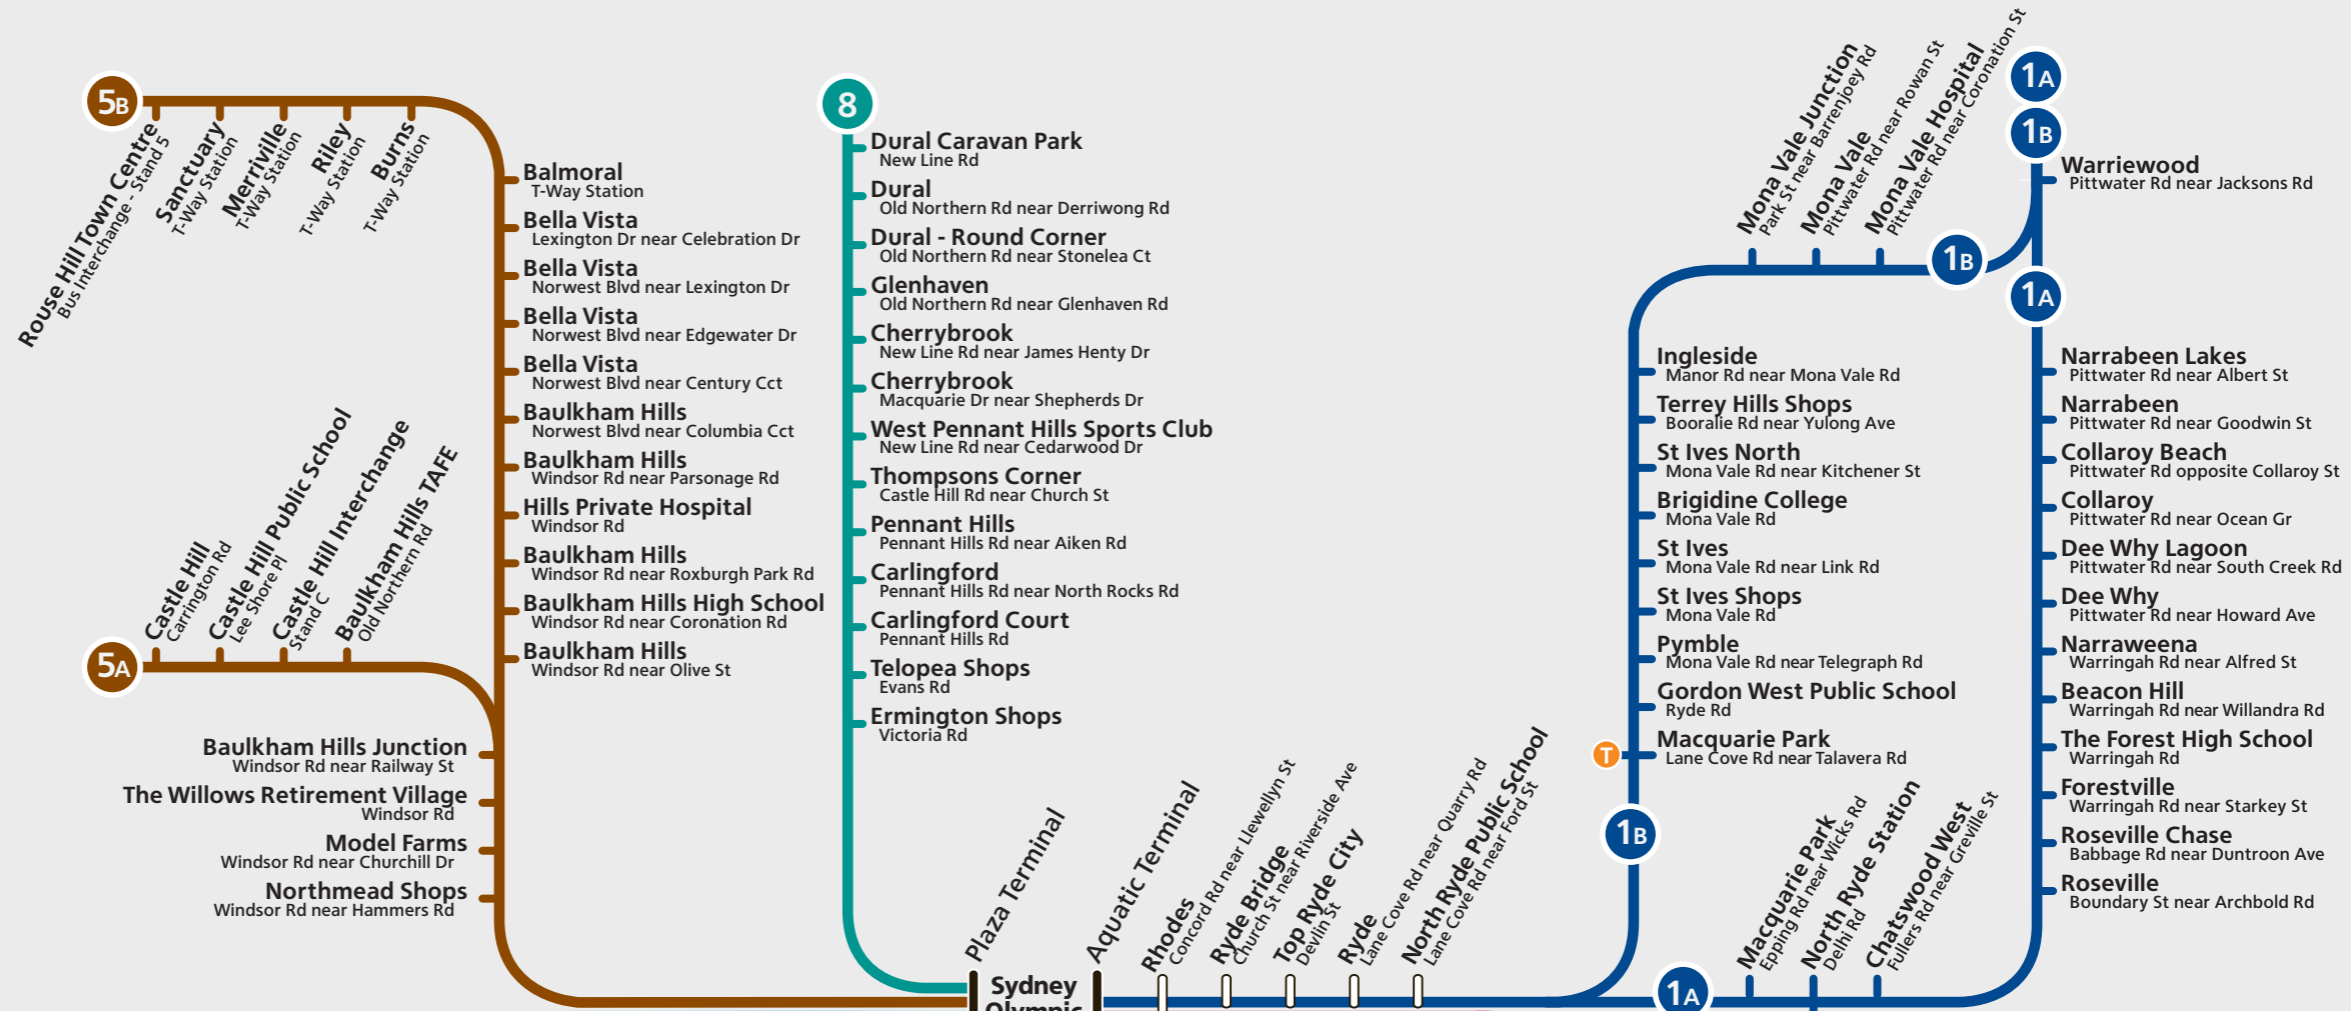 5B
Rouse Hill Town Centre
Bus Interchange - Stand 5
Sanctuary
T-Way Station
Merriville
T-Way Station
Riley
T-Way Station
Burns
T-Way Station
Balmoral
T-Way Station
Bella Vista
Lexington Dr near Celebration Dr
Bella Vista
Norwest Blvd near Lexington Dr
Bella Vista
Norwest Blvd near Edgewater Dr
Bella Vista
Norwest Blvd near Century Cct
Baulkham Hills
Norwest Blvd near Columbia Cct
Baulkham Hills
Windsor Rd near Parsonage Rd
Hills Private Hospital
Windsor Rd
Baulkham Hills
Windsor Rd near Roxburgh Park Rd
Baulkham Hills High School
Windsor Rd near Coronation Rd
Baulkham Hills
Windsor Rd near Olive St
5A
Castle Hill
Carrington Rd
Castle Hill Public School
Lee Shore Pl
Castle Hill Interchange
Stand C
Baulkham Hills TAFE
Old Northern Rd
Baulkham Hills Junction
Windsor Rd near Railway St
The Willows Retirement Village
Windsor Rd
Model Farms
Windsor Rd near Churchill Dr
Northmead Shops
Windsor Rd near Hammers Rd
8
Dural Caravan Park
New Line Rd
Dural
Old Northern Rd near Derriwong Rd
Dural - Round Corner
Old Northern Rd near Stonelea Ct
Glenhaven
Old Northern Rd near Glenhaven Rd
Cherrybrook
New Line Rd near James Henty Dr
Cherrybrook
Macquarie Dr near Shepherds Dr
West Pennant Hills Sports Club
New Line Rd near Cedarwood Dr
Thompsons Corner
Castle Hill Rd near Church St
Pennant Hills
Pennant Hills Rd near Aiken Rd
Carlingford
Pennant Hills Rd near North Rocks Rd
Carlingford Court
Pennant Hills Rd
Telopea Shops
Evans Rd
Ermington Shops
Victoria Rd
Plaza Terminal
Sydney
Olympic
Aquatic Terminal
Rhodes
Concord Rd near Llewellyn St
Ryde Bridge
Church St near Riverside Ave
Top Ryde City
Devlin St
Ryde
Lane Cove Rd near Quarry Rd
North Ryde Public School
Lane Cove Rd near Ford St
1A
1B
Warriewood
Pittwater Rd near Jacksons Rd
Mona Vale Junction
Park St near Barrenjoey Rd
Mona Vale
Pittwater Rd near Rowan St
Mona Vale Hospital
Pittwater Rd near Coronation St
1B
1A
Ingleside
Manor Rd near Mona Vale Rd
Terrey Hills Shops
Booralie Rd near Yulong Ave
St Ives North
Mona Vale Rd near Kitchener St
Brigidine College
Mona Vale Rd
St Ives
Mona Vale Rd near Link Rd
St Ives Shops
Mona Vale Rd
Pymble
Mona Vale Rd near Telegraph Rd
Gordon West Public School
Ryde Rd
T
Macquarie Park
Lane Cove Rd near Talavera Rd
1B
Narrabeen Lakes
Pittwater Rd near Albert St
Narrabeen
Pittwater Rd near Goodwin St
Collaroy Beach
Pittwater Rd opposite Collaroy St
Collaroy
Pittwater Rd near Ocean Gr
Dee Why Lagoon
Pittwater Rd near South Creek Rd
Dee Why
Pittwater Rd near Howard Ave
Narraweena
Warringah Rd near Alfred St
Beacon Hill
Warringah Rd near Willandra Rd
The Forest High School
Warringah Rd
Forestville
Warringah Rd near Starkey St
Roseville Chase
Babbage Rd near Duntroon Ave
Roseville
Boundary St near Archbold Rd
1A
Macquarie Park
Epping Rd near Wicks Rd
North Ryde Station
Delhi Rd
Chatswood West
Fullers Rd near Greville St